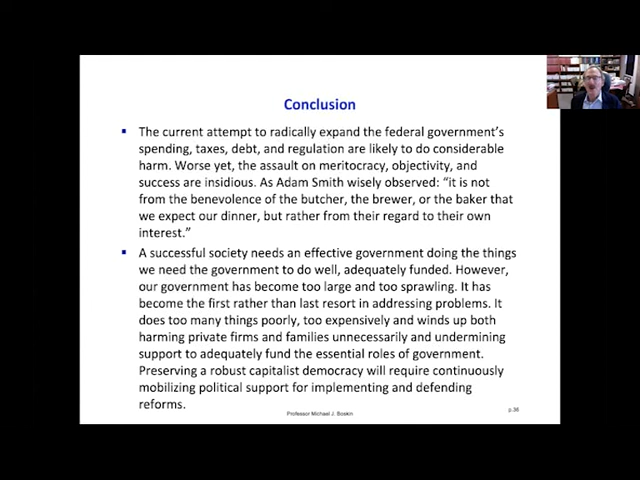 Conclusion
▪ The current attempt to radically expand the federal government's
spending, taxes, debt, and regulation are likely to do considerable
harm. Worse yet, the assault on meritocracy, objectivity, and
success are insidious. As Adam Smith wisely observed: “it is not
from the benevolence of the butcher, the brewer, or the baker that
we expect our dinner, but rather from their regard to their own
interest.”
▪ A successful society needs an effective government doing the things
we need the government to do well, adequately funded. However,
our government has become too large and too sprawling. It has
become the first rather than last resort in addressing problems. It
does too many things poorly, too expensively and winds up both
harming private firms and families unnecessarily and undermining
support to adequately fund the essential roles of government.
Preserving a robust capitalist democracy will require continuously
mobilizing political support for implementing and defending
reforms.
Professor Michael J. Boskin
p.36